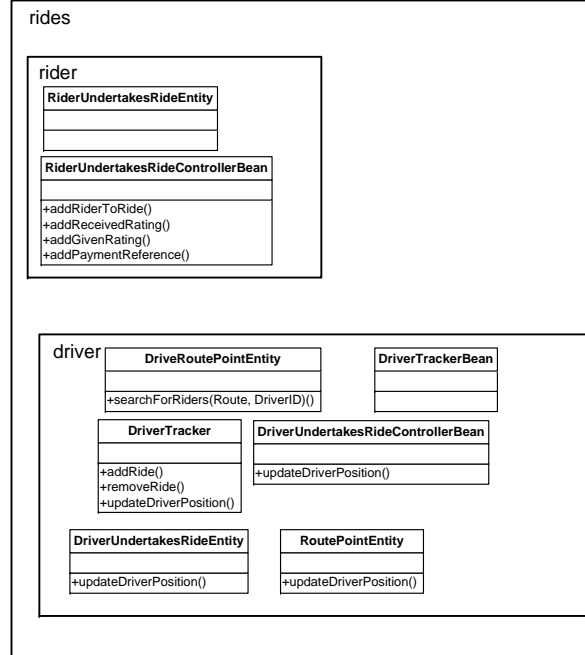 rides
rider
RiderUndertakesRideEntity
RiderUndertakesRideControllerBean
+addRiderToRide()
+addReceivedRating()
+addGivenRating()
+addPaymentReference()
driver
DriveRoutePointEntity
+searchForRiders(Route, DriverID)()
DriverTrackerBean
DriverTracker
+addRide()
+removeRide()
+updateDriverPosition()
DriverUndertakesRideControllerBean
+updateDriverPosition()
DriverUndertakesRideEntity
+updateDriverPosition()
RoutePointEntity
+updateDriverPosition()